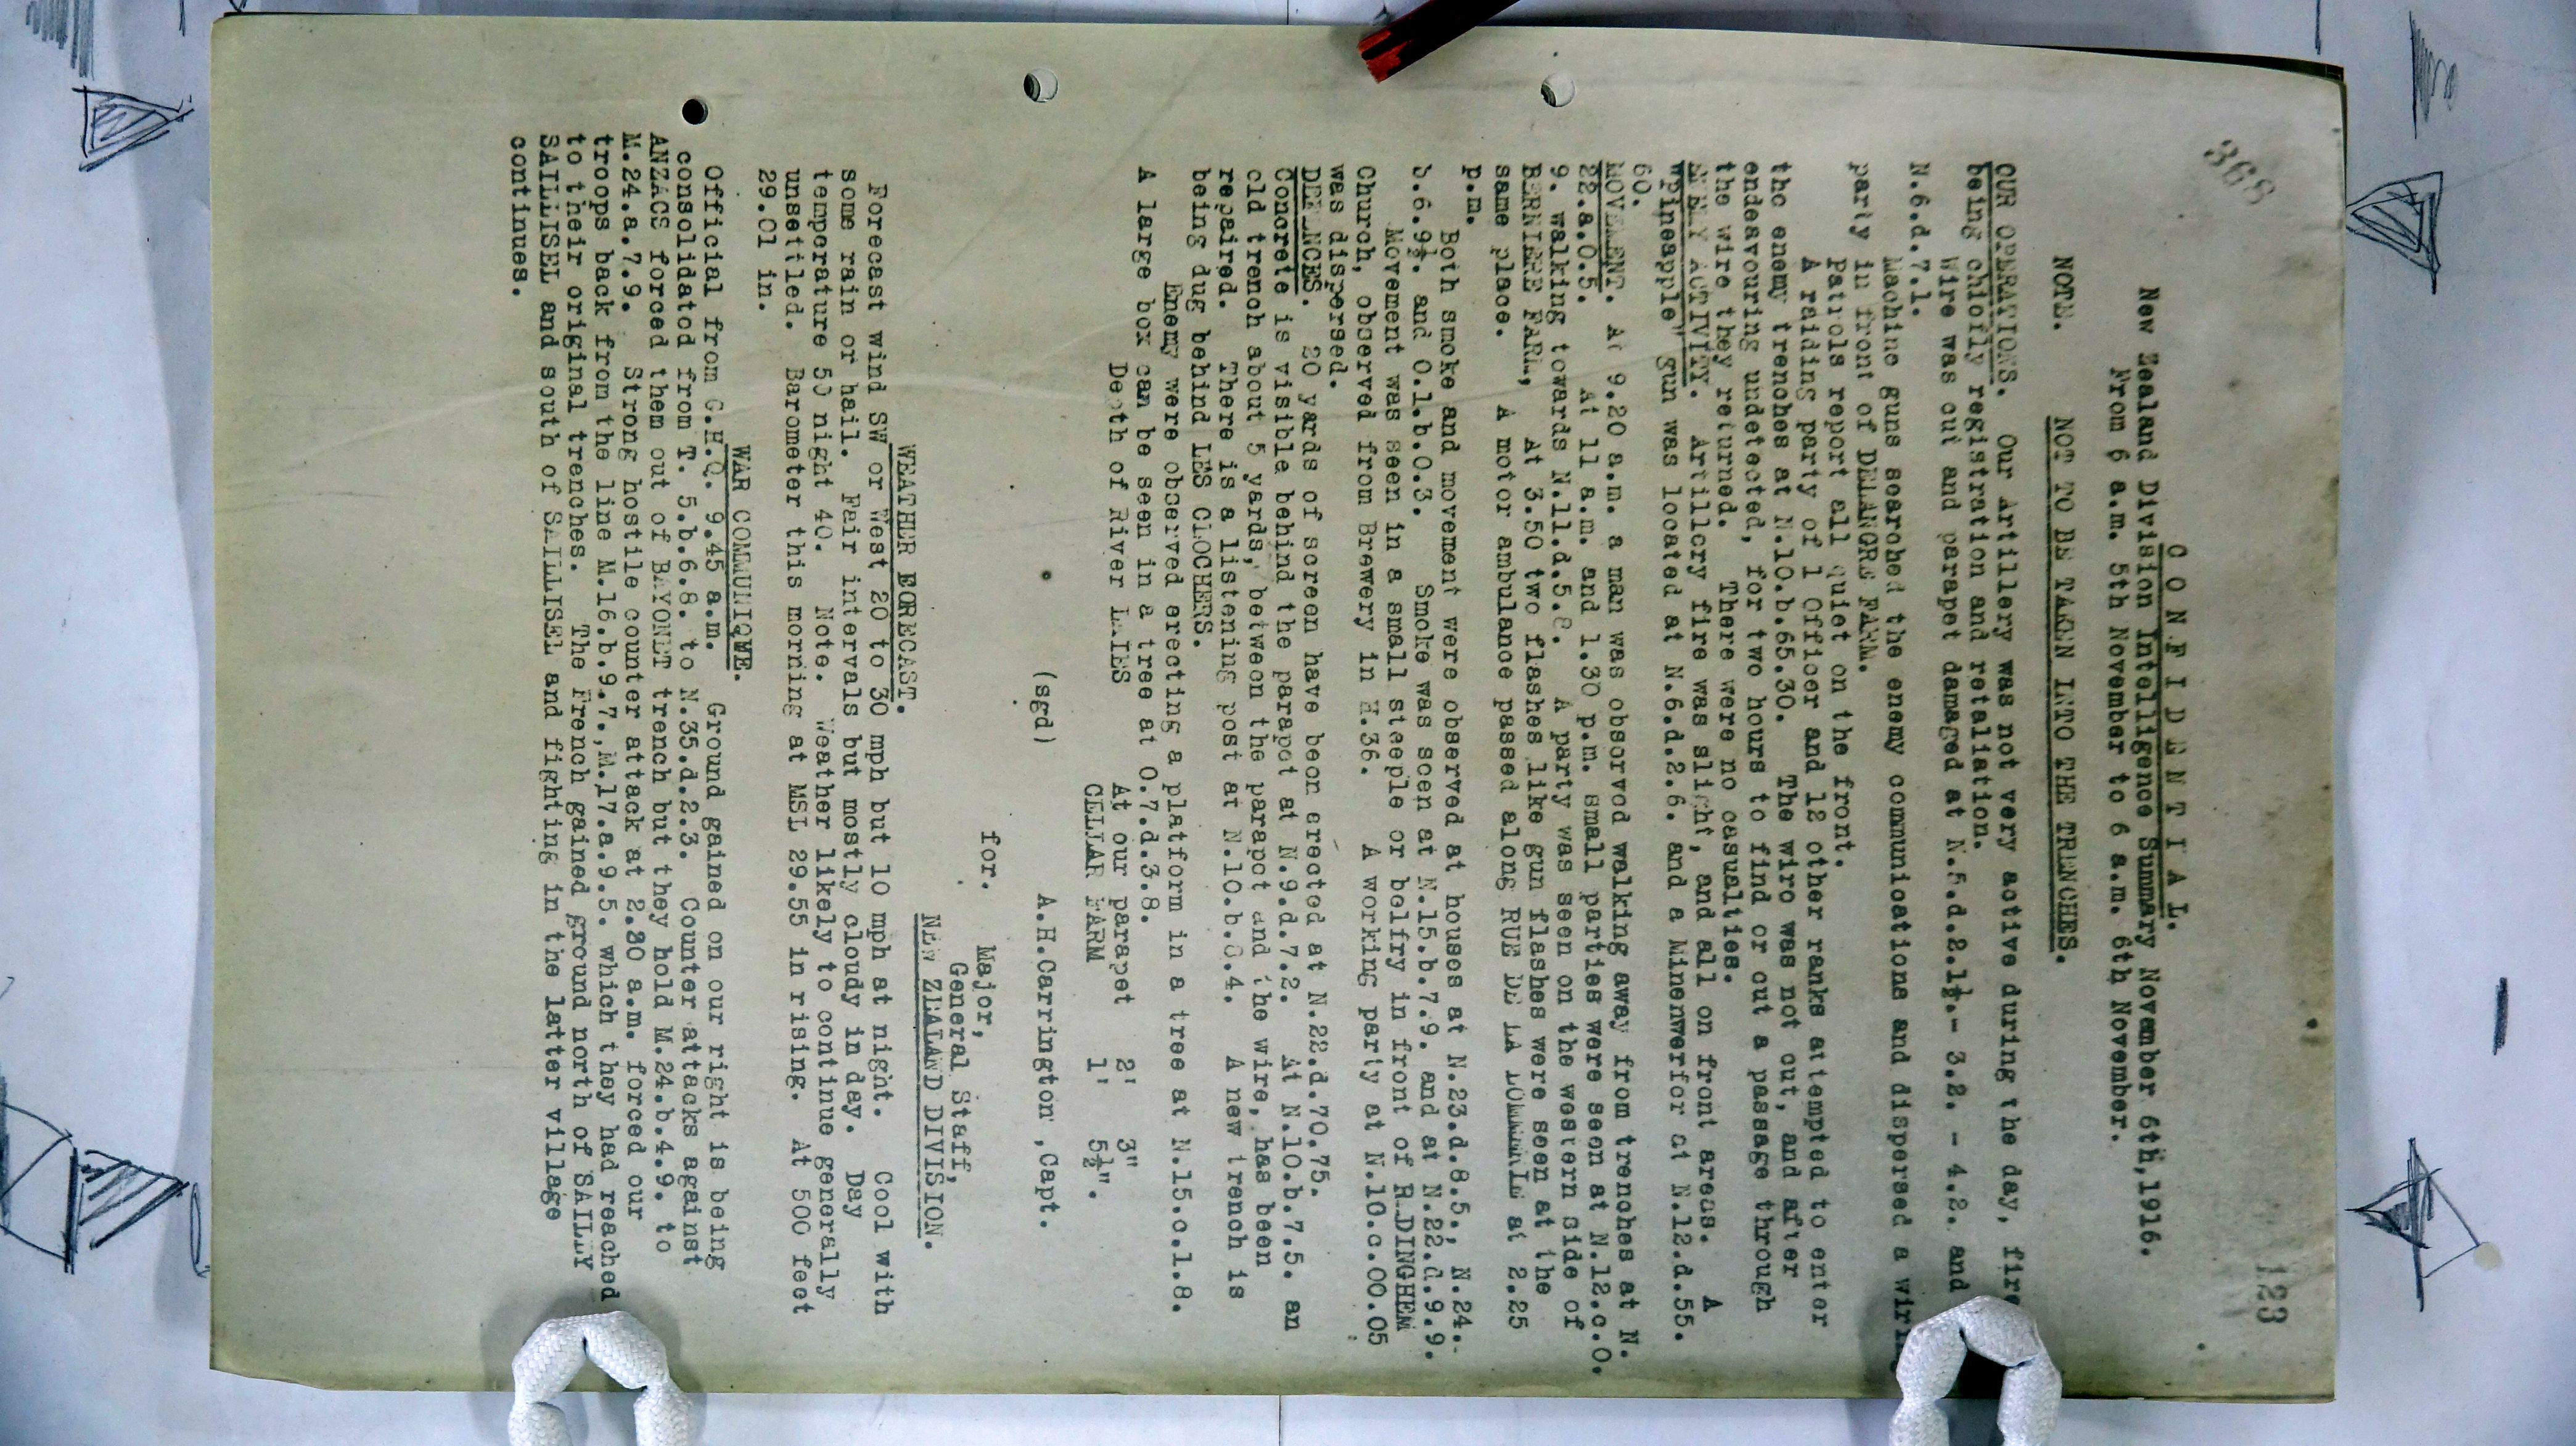 368
123
C O N F I D E N T I A L.
New Zealand Division Intelligence Summary November 6th,1916.
From 6 a.m. 5th November to 6 a.m. 6th November.
NOTE. NOT TO BE TAKEN INTO THE TRENCHES.
OUR OPERATIONS. Our Artillery was not very active during the day, fire
being chiefly registration and retaliation.
Wire was cut and parapet damaged at N.5.d.2.1½.- 3.2. - 4.2. and
N.6.d.7.1.
Machine guns searched the enemy communications and dispersed a
party in front of DELANGRE FARM.
Patrols report all quiet on the front.
A raiding party of 1 Officer and 12 other ranks attempted to enter
the enemy trenches at N.10.b.65.30. The wire was not cut, and after
endeavouring undetected, for two hours to find or cut a passage through
the wire they returned. There were no casualties.
ENEMY ACTIVITY. Artillery fire was slight, and all on front areas. A
"pineapple" gun was located at N.6.d.2.6. and a Minenwerfer at N.12.d.55.
60.
MOVEMENT. At 9.20 a.m. a man was observed walking away from trenches at N.
22.a.0.5. At 11 a.m. and 1.30 p.m. small parties were seen at N.12.c.0.
9. walking towards N.11.d.5.8. A party was seen on the western side of
BERNIERE FARM, At 3.50 two flashes like gun flashes were seen at the
same place. A motor ambulance passed along RUE DE LA at 2.25
p.m.
Both smoke and movement were observed at houses at N.23.d.8.5., N.24.
b.6.9½. and O.1.b.0.3. Smoke was seen at N.15.b.7.9. and at N.22.d.9.9.
Movement was seen in a small steeple or belfry in front of RADINGHEM
Church, observed from Brewery in H.36. A working party at N.10.c.00.05
was dispersed.
DEFENCES. 20 yards of screen have been erected at N.22.d.70.75.
Concrete is visible behind the parapet at N.9.d.7.2. At N.10.b.7.5. an
old trench about 5 yards, between the parapet and the wire, has been
repaired. There is a listening post at N.10.b.8.4. A new trench is
being dug behind LES CLOCHERS.
Enemy were observed erecting a platform in a tree at N.15.c.1.8.
A large box can be seen in a tree at O.7.d.3.8.
Depth of River LAIES At our parapet 2' 3"
CELLAR FARM 1' 5½".
(sgd) A.H.Carrington ,Capt.
for. Major,
General Staff,
NEW ZEALAND DIVISION.
WEATHER FORECAST.
Forecast wind SW or West 20 to 30 mph but 10 mph at night. Cool with
some rain or hail. Fair intervals but mostly cloudy in day. Day
temperature 50 night 40. Note. Weather likely to continue generally
unsettled. Barometer this morning at MSL 29.55 in rising. At 500 feet
29.01 in.
WAR COMMUNIQME.
Official from G.H.Q. 9.45 a.m. Ground gained on our right is being
consolidated from T. 5.b.6.8. to N.35.d.2.3. Counter attacks against
ANZACS forced them out of BAYONET trench but they hold M.24.b.4.9. to
M.24.a.7.9. Strong hostile counter attack at 2.30 a.m. forced our
troops back from the line M.16.b.9.7.,M.17.a.9.5. which they had reached
to their original trenches. The French gained ground north of SAILLY
SAILLISEL and south of SAILLISEL and fighting in the latter village
continues.